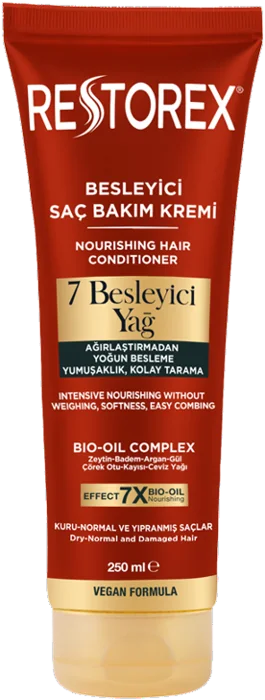 RESTOREX®
BESLEYİCİ
SAÇ BAKIM KREMİ
NOURISHING HAIR
CONDITIONER
7 Besleyici
Yağ
AĞIRLAŞTIRMADAN
YOĞUN BESLEME
YUMUŞAKLIK, KOLAY TARAMA
INTENSIVE NOURISHING WITHOUT
WEIGHING, SOFTNESS, EASY COMBING
BIO-OIL COMPLEX
Zeytin-Badem-Argan-Gül
Çörek Otu-Kayısı-Ceviz Yağı
EFFECT 7X BIO-OIL
Nourishing
KURU-NORMAL VE YIPRANMIŞ SAÇLAR
Dry-Normal and Damaged Hair
250 ml e
VEGAN FORMULA